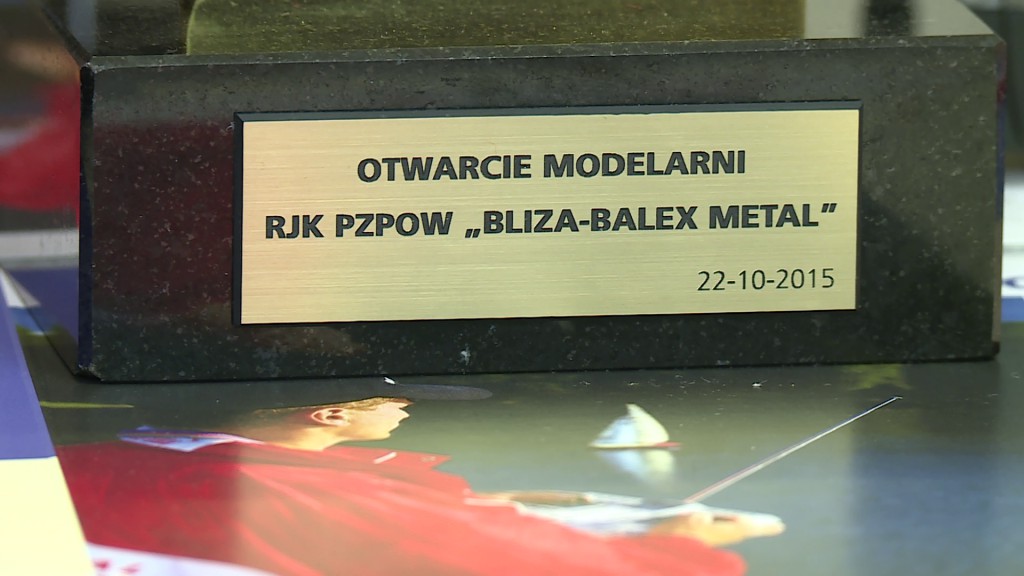 OTWARCIE MODELARNI
RJK PZPOW „BLIZA-BALEX METAL”
22-10-2015